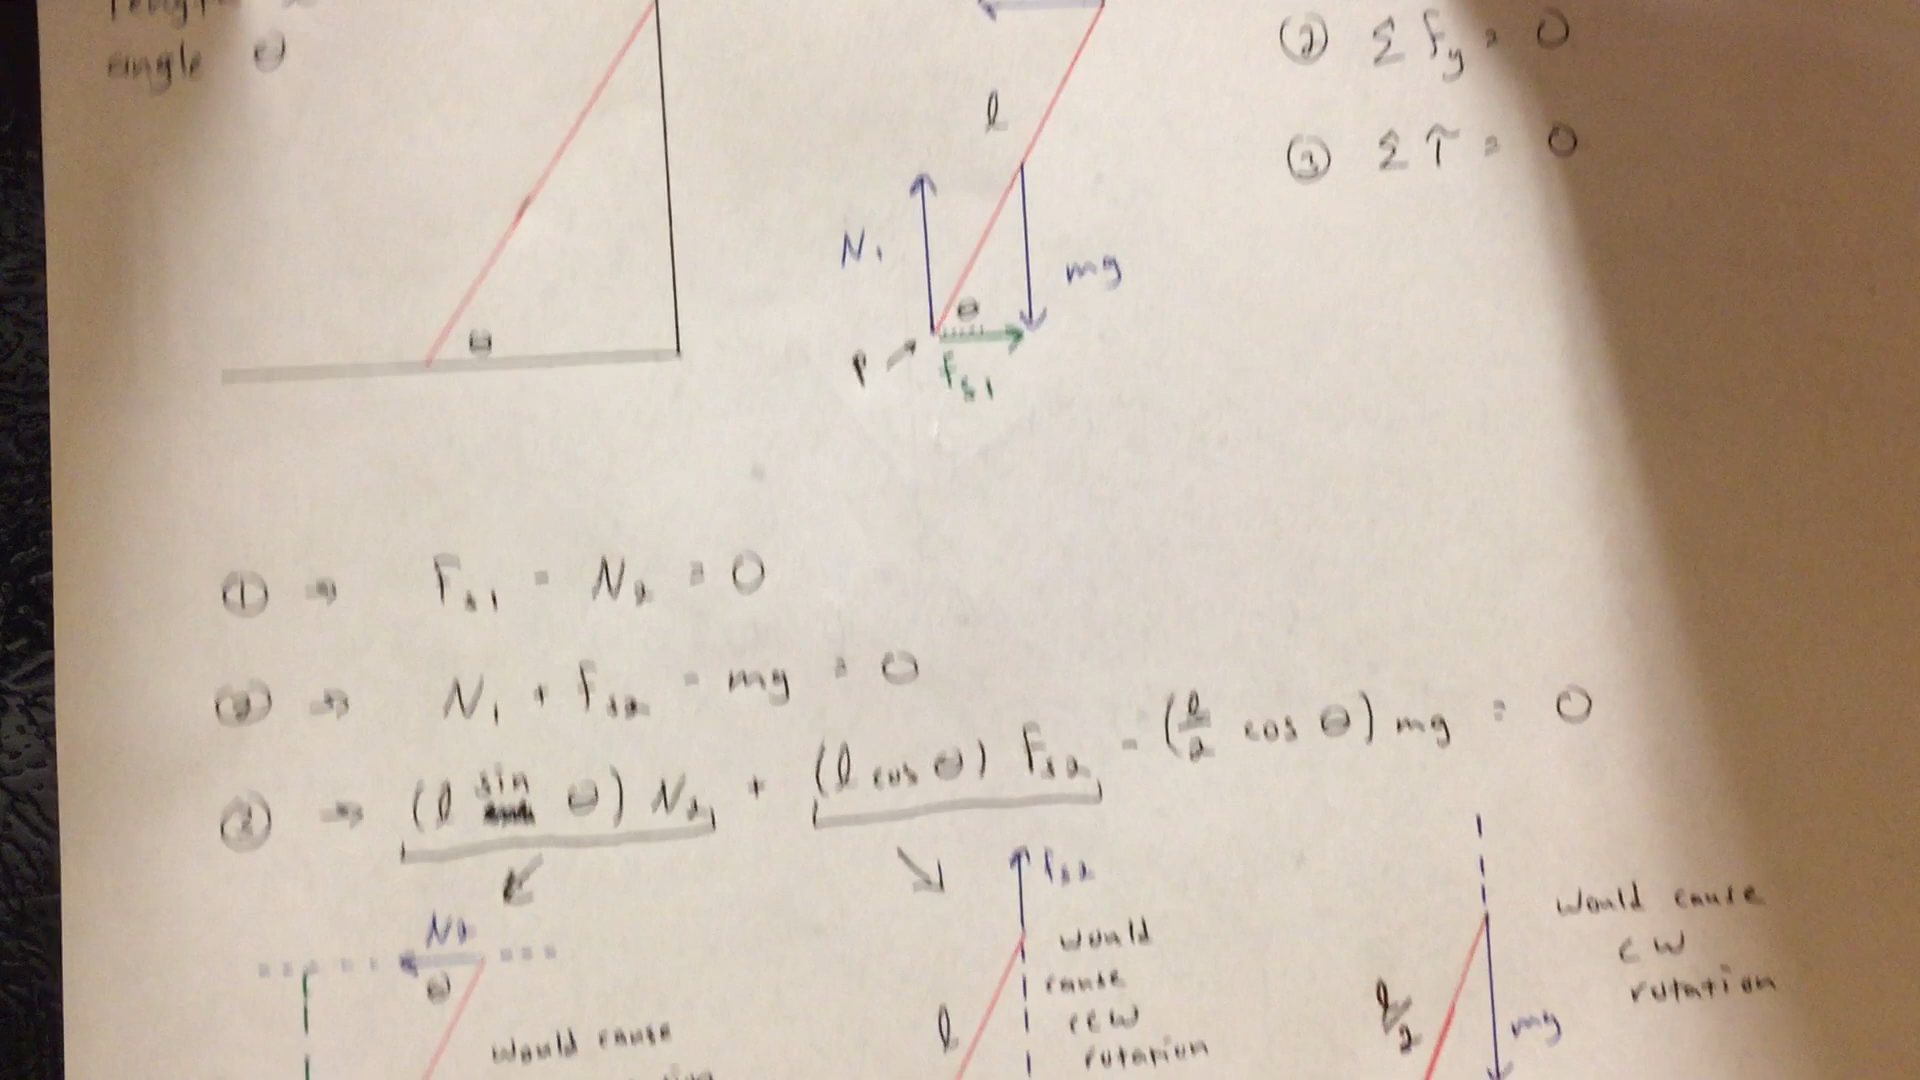 length
angle θ
② Σ Fy = 0
l
③ Σ τ = 0
N1
mg
θ
θ
P
Fs1
① ⇒ Fs1 - N2 = 0
② ⇒ N1 + Fs2 - mg = 0
③ ⇒ (l sin θ) N2 + (l cos θ) Fs2 - (l/2 cos θ) mg = 0
Fs2
N2
θ
would
cause
ccw
rotation
would cause
cw
rotation
l
l/2
mg
would cause